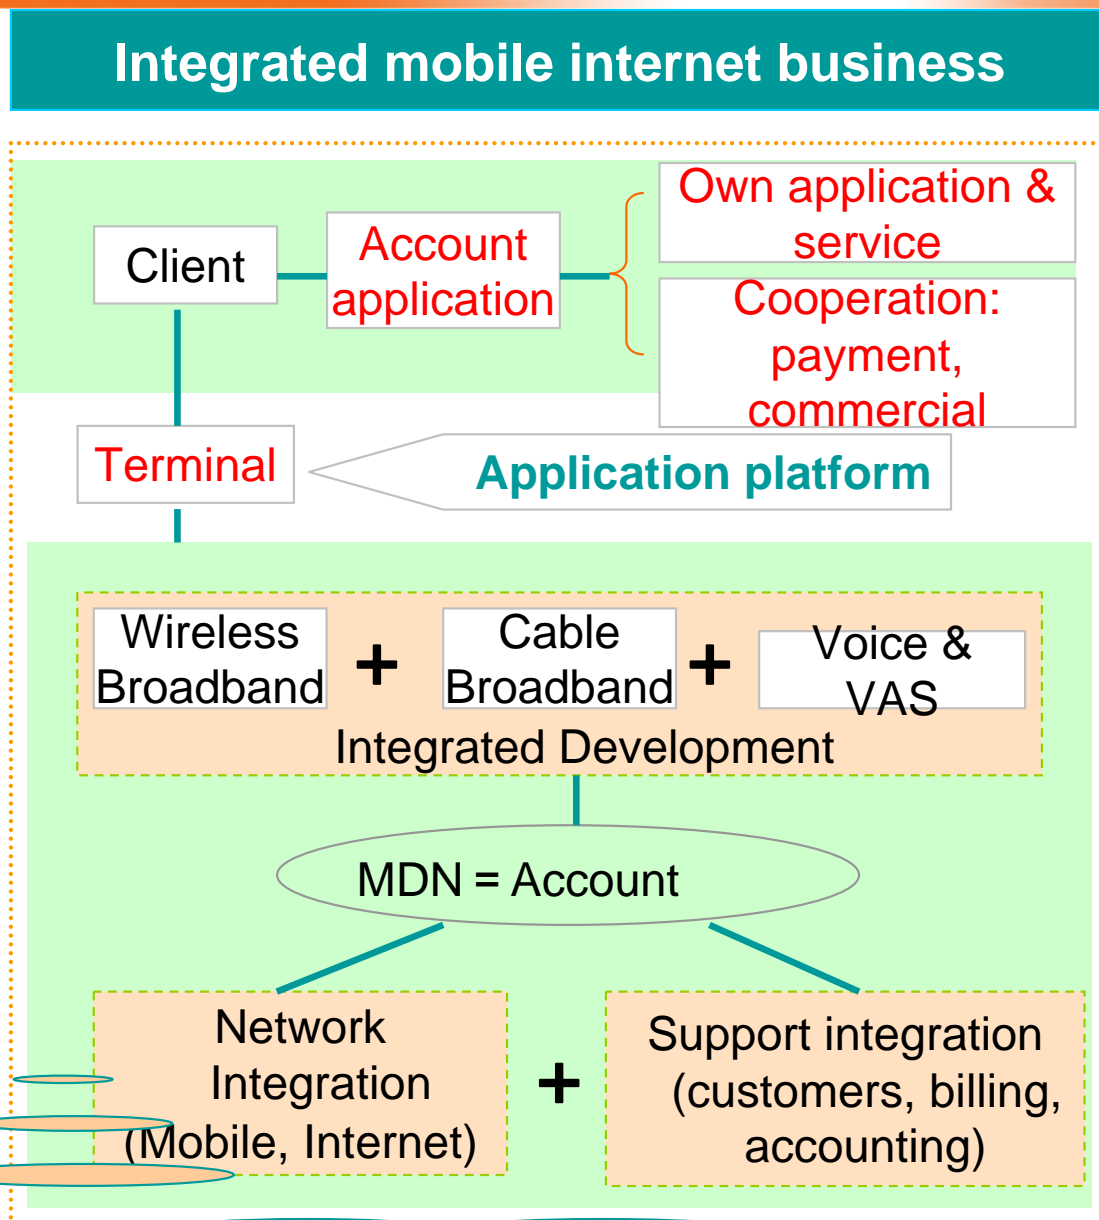 Integrated mobile internet business
Own application &
service
Client
Account
application
Cooperation:
payment,
commercial
Terminal
Application platform
Wireless
Broadband
+
Cable
Broadband
+
Voice &
VAS
Integrated Development
MDN = Account
Network
Integration
(Mobile, Internet)
+
Support integration
(customers, billing,
accounting)